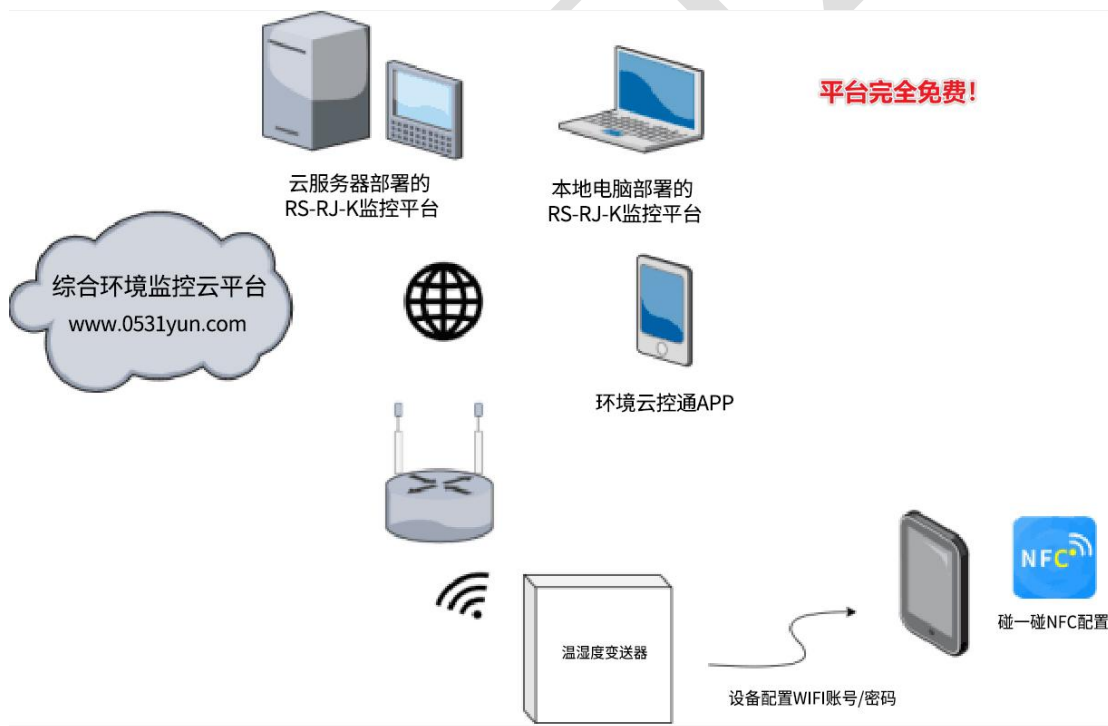 平台完全免费!
云服务器部署的
RS-RJ-K监控平台
本地电脑部署的
RS-RJ-K监控平台
综合环境监控云平台
www.0531yun.com
环境云控通APP
NFC
碰一碰NFC配置
温湿度变送器
设备配置WIFI账号/密码